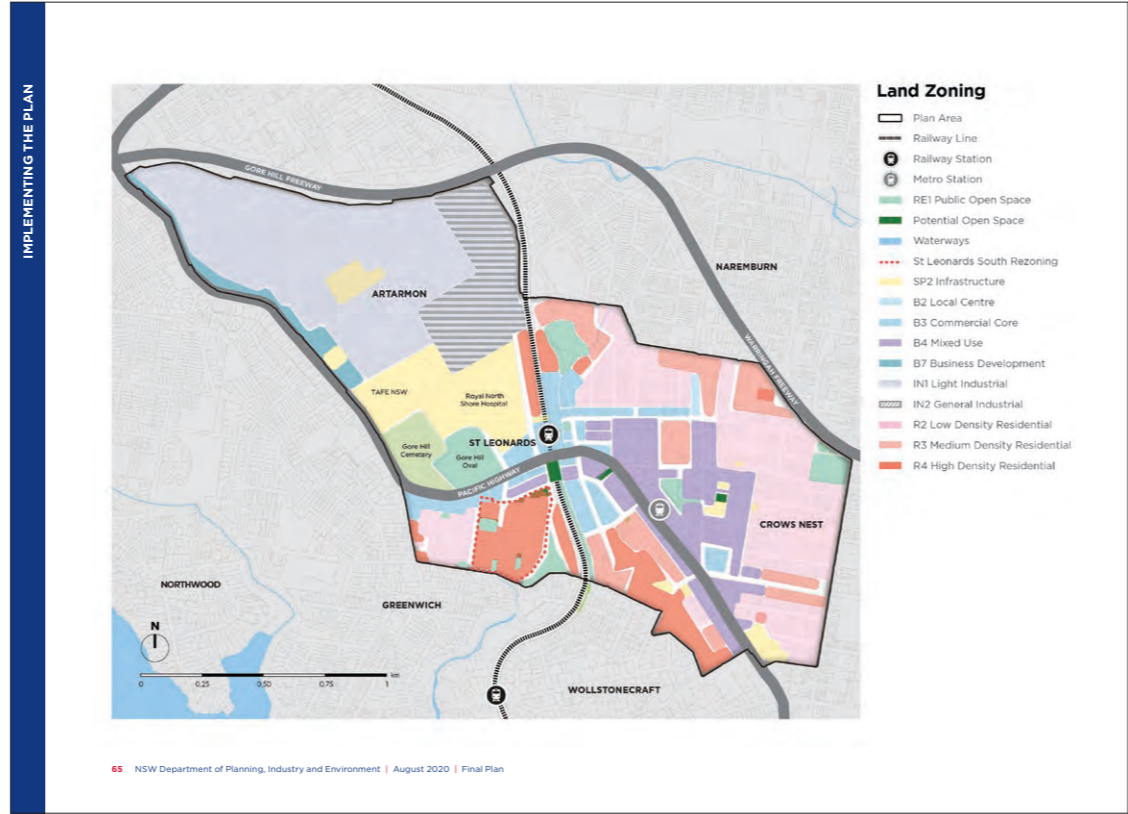 IMPLEMENTING THE PLAN
GORE HILL FREEWAY
NAREMBURN
ARTARMON
WARRINGAH FREEWAY
TAFE NSW
Royal North
Shore Hospital
Gore Hill
Cemetery
ST LEONARDS
Gore Hill
Oval
PACIFIC HIGHWAY
CROWS NEST
NORTHWOOD
GREENWICH
N
0
0.25
0.50
0.75
1
km
WOLLSTONECRAFT
Land Zoning
Plan Area
Railway Line
Railway Station
Metro Station
RE1 Public Open Space
Potential Open Space
Waterways
St Leonards South Rezoning
SP2 Infrastructure
B2 Local Centre
B3 Commercial Core
B4 Mixed Use
B7 Business Development
IN1 Light Industrial
IN2 General Industrial
R2 Low Density Residential
R3 Medium Density Residential
R4 High Density Residential
65 NSW Department of Planning, Industry and Environment | August 2020 | Final Plan